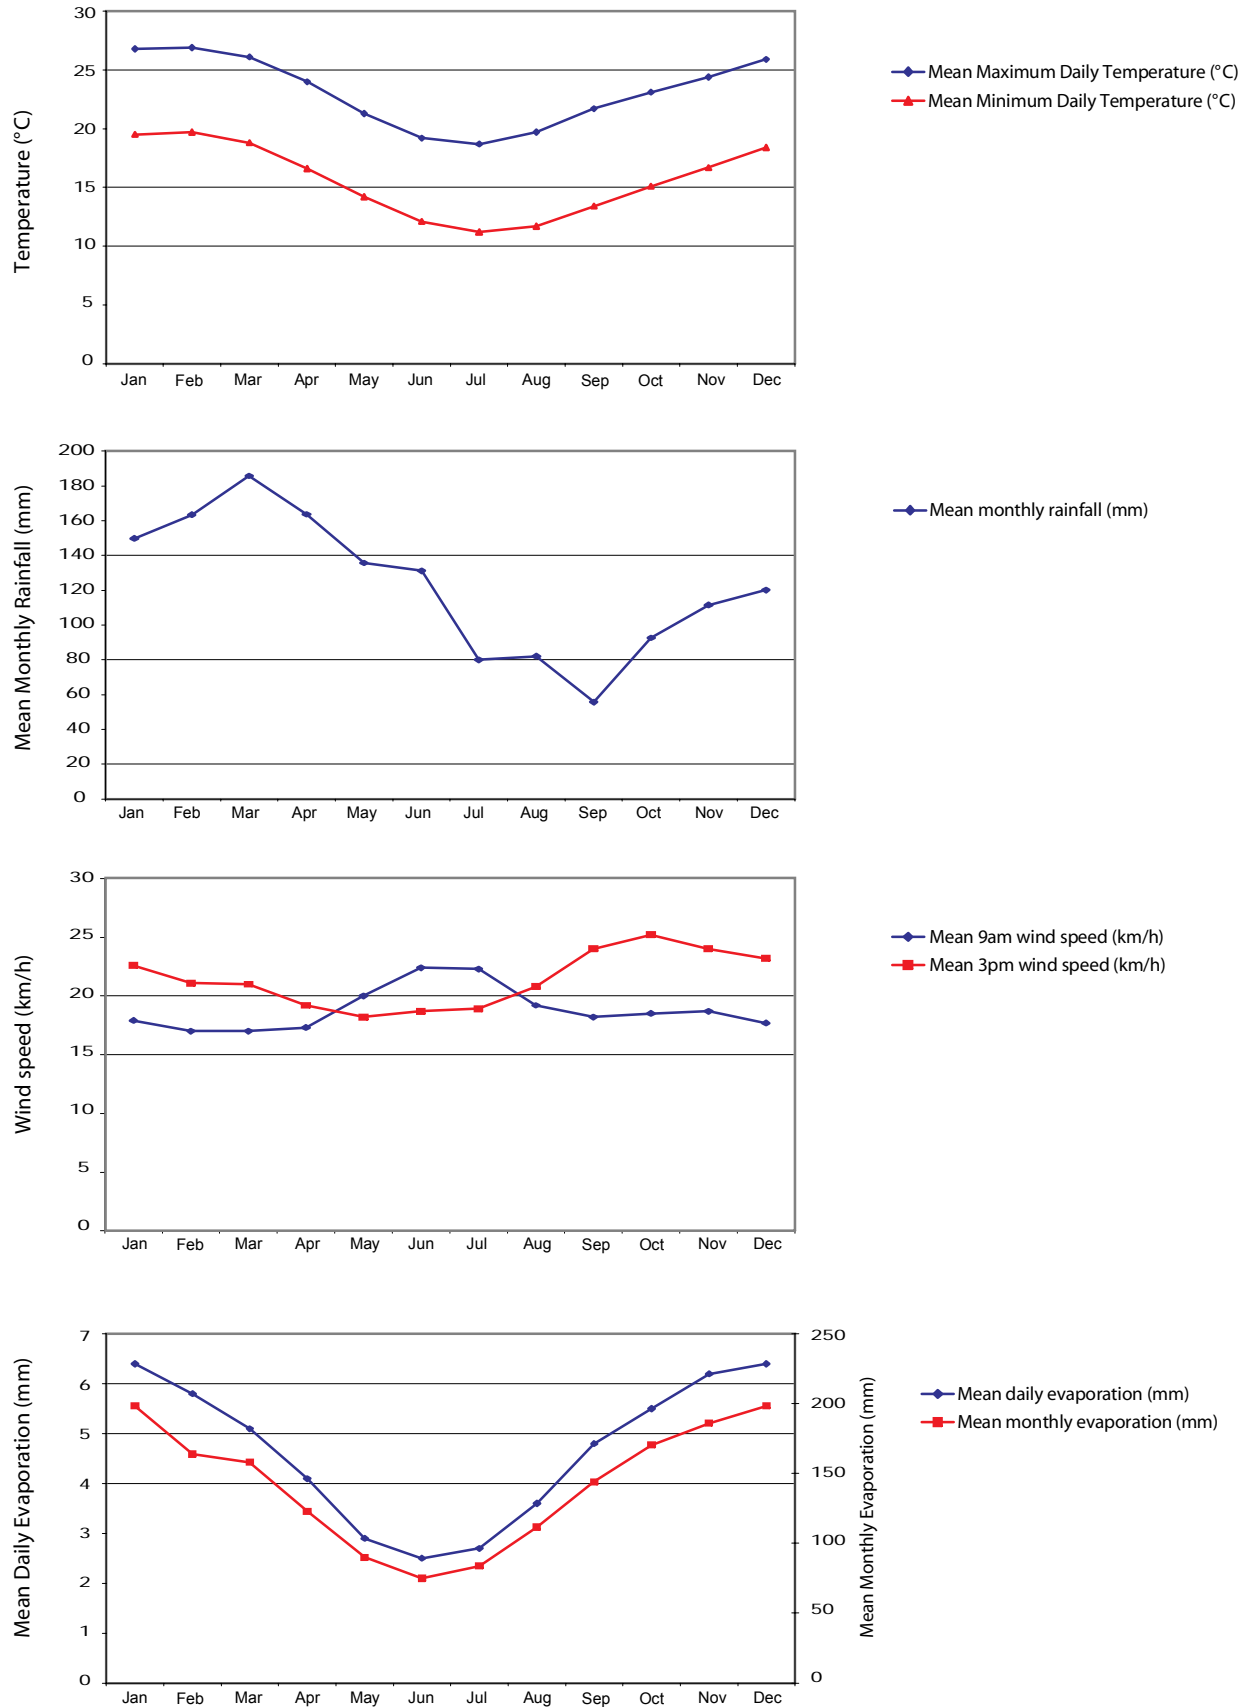 30
25
20
15
10
5
0
Temperature (°C)
Jan Feb Mar Apr May Jun Jul Aug Sep Oct Nov Dec
Mean Maximum Daily Temperature (°C)
Mean Minimum Daily Temperature (°C)
200
180
160
140
120
100
80
60
40
20
0
Mean Monthly Rainfall (mm)
Jan Feb Mar Apr May Jun Jul Aug Sep Oct Nov Dec
Mean monthly rainfall (mm)
30
25
20
15
10
5
0
Wind speed (km/h)
Jan Feb Mar Apr May Jun Jul Aug Sep Oct Nov Dec
Mean 9am wind speed (km/h)
Mean 3pm wind speed (km/h)
7
6
5
4
3
2
1
0
Mean Daily Evaporation (mm)
Jan Feb Mar Apr May Jun Jul Aug Sep Oct Nov Dec
250
200
150
100
50
0
Mean Monthly Evaporation (mm)
Mean daily evaporation (mm)
Mean monthly evaporation (mm)